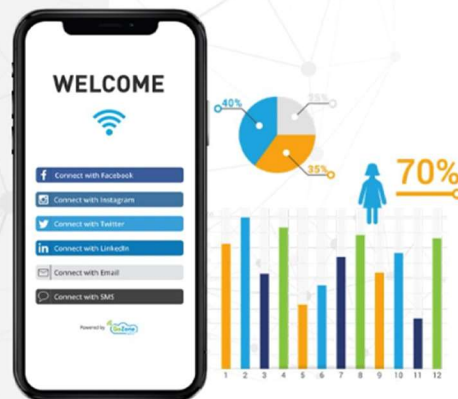 WELCOME
Connect with Facebook
Connect with Instagram
Connect with Twitter
Connect with LinkedIn
Connect with Email
Connect with SMS
Powered by
40%
35%
70%
1 2 3 4 5 6 7 8 9 10 11 12